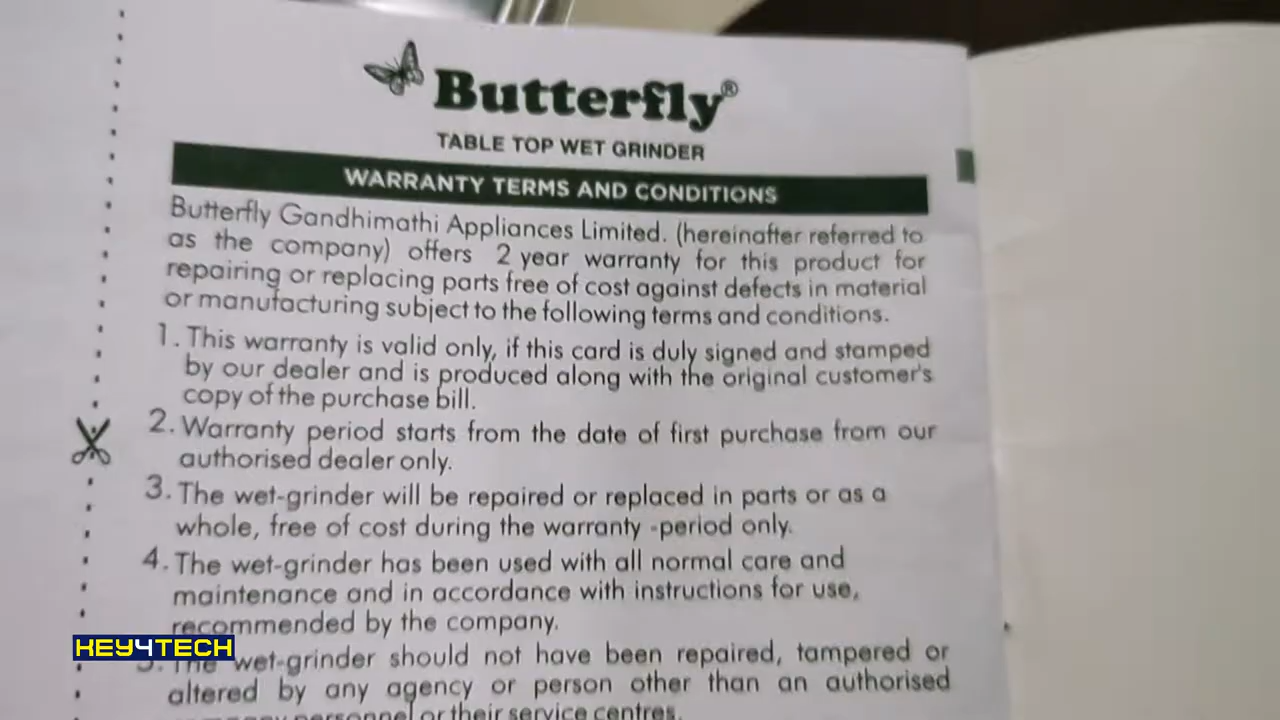 Butterfly®
TABLE TOP WET GRINDER
WARRANTY TERMS AND CONDITIONS
Butterfly Gandhimathi Appliances Limited. (hereinafter referred to
as the company) offers 2 year warranty for this product for
repairing or replacing parts free of cost against defects in material
or manufacturing subject to the following terms and conditions.
1. This warranty is valid only, if this card is duly signed and stamped
by our dealer and is produced along with the original customer's
copy of the purchase bill.
2. Warranty period starts from the date of first purchase from our
authorised dealer only.
3. The wet-grinder will be repaired or replaced in parts or as a
whole, free of cost during the warranty -period only.
4. The wet-grinder has been used with all normal care and
maintenance and in accordance with instructions for use,
recommended by the company.
KEY4TECH
5. The wet-grinder should not have been repaired, tampered or
altered by any agency or person other than an authorised
company personnel or their service centres.